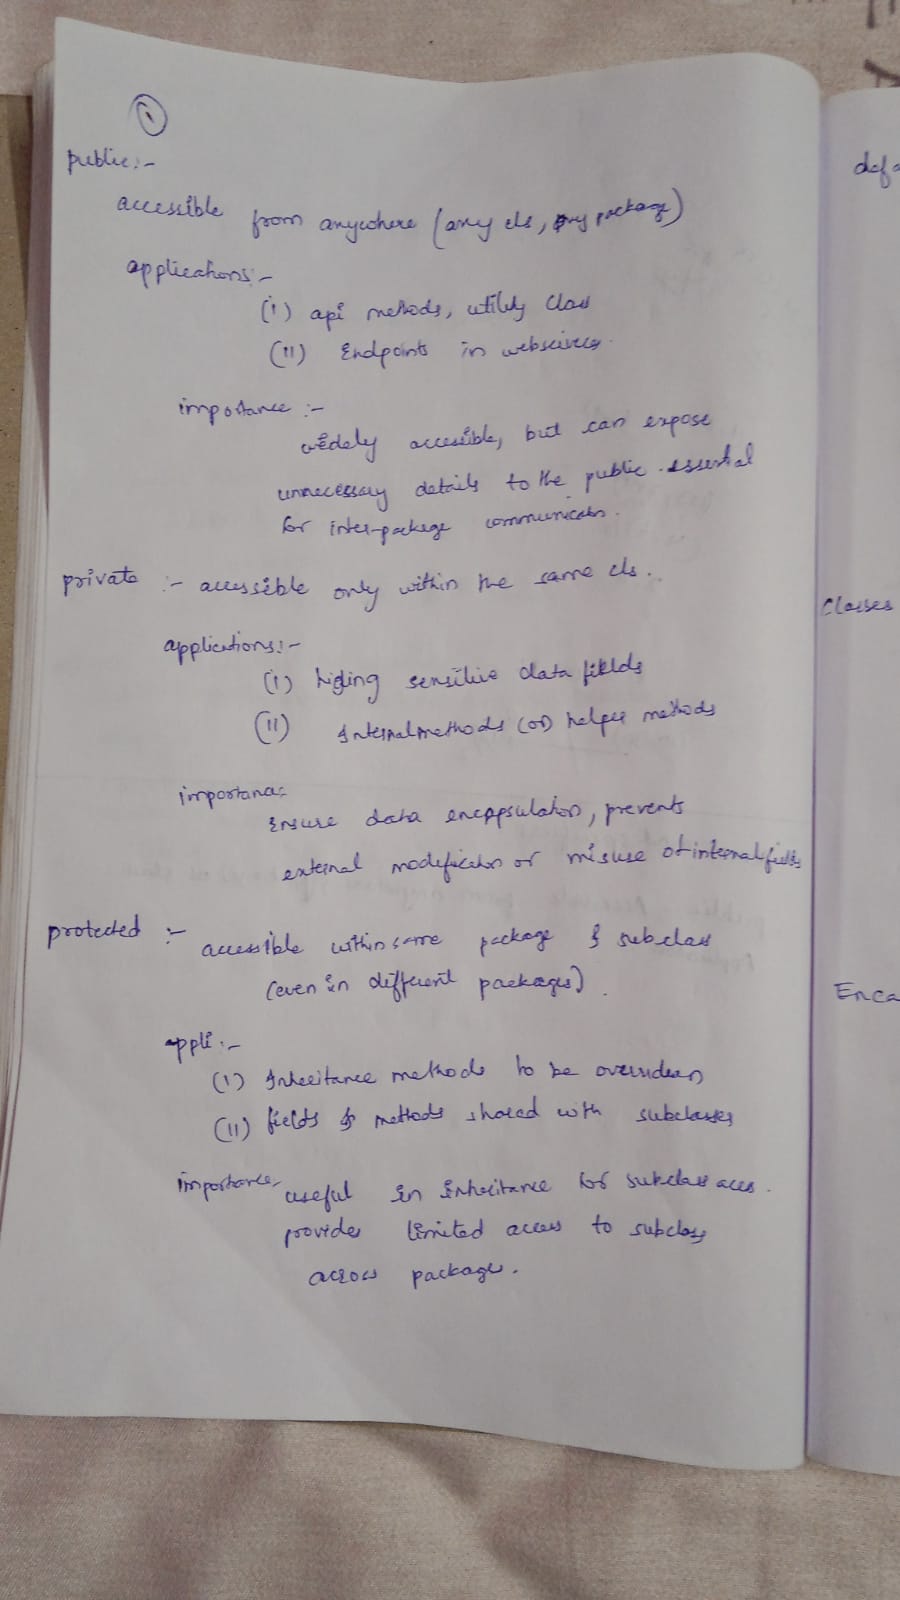 1
public:-
accessible from anywhere (any cls, any package)
applications:-
(i) api methods, utility class
(ii) Endpoints in webservices.
importance:-
widely accessible, but can expose
unnecessary details to the public. essential
for inter-package communication.
private :- accessible only within the same cls.
applications:-
(i) hiding sensitive data fields
(ii) Internal methods (or) helper methods
importance:
Ensure data encapsulation, prevents
external modification or misuse of internal fields
protected :- accessible within same package & subclass
(even in different packages).
appli:-
(i) Inheritance methods to be overridden
(ii) fields & methods shared with subclasses
importance, useful in inheritance for subclass aces.
provides limited access to subclass
across package.
defa
Classes
Enca